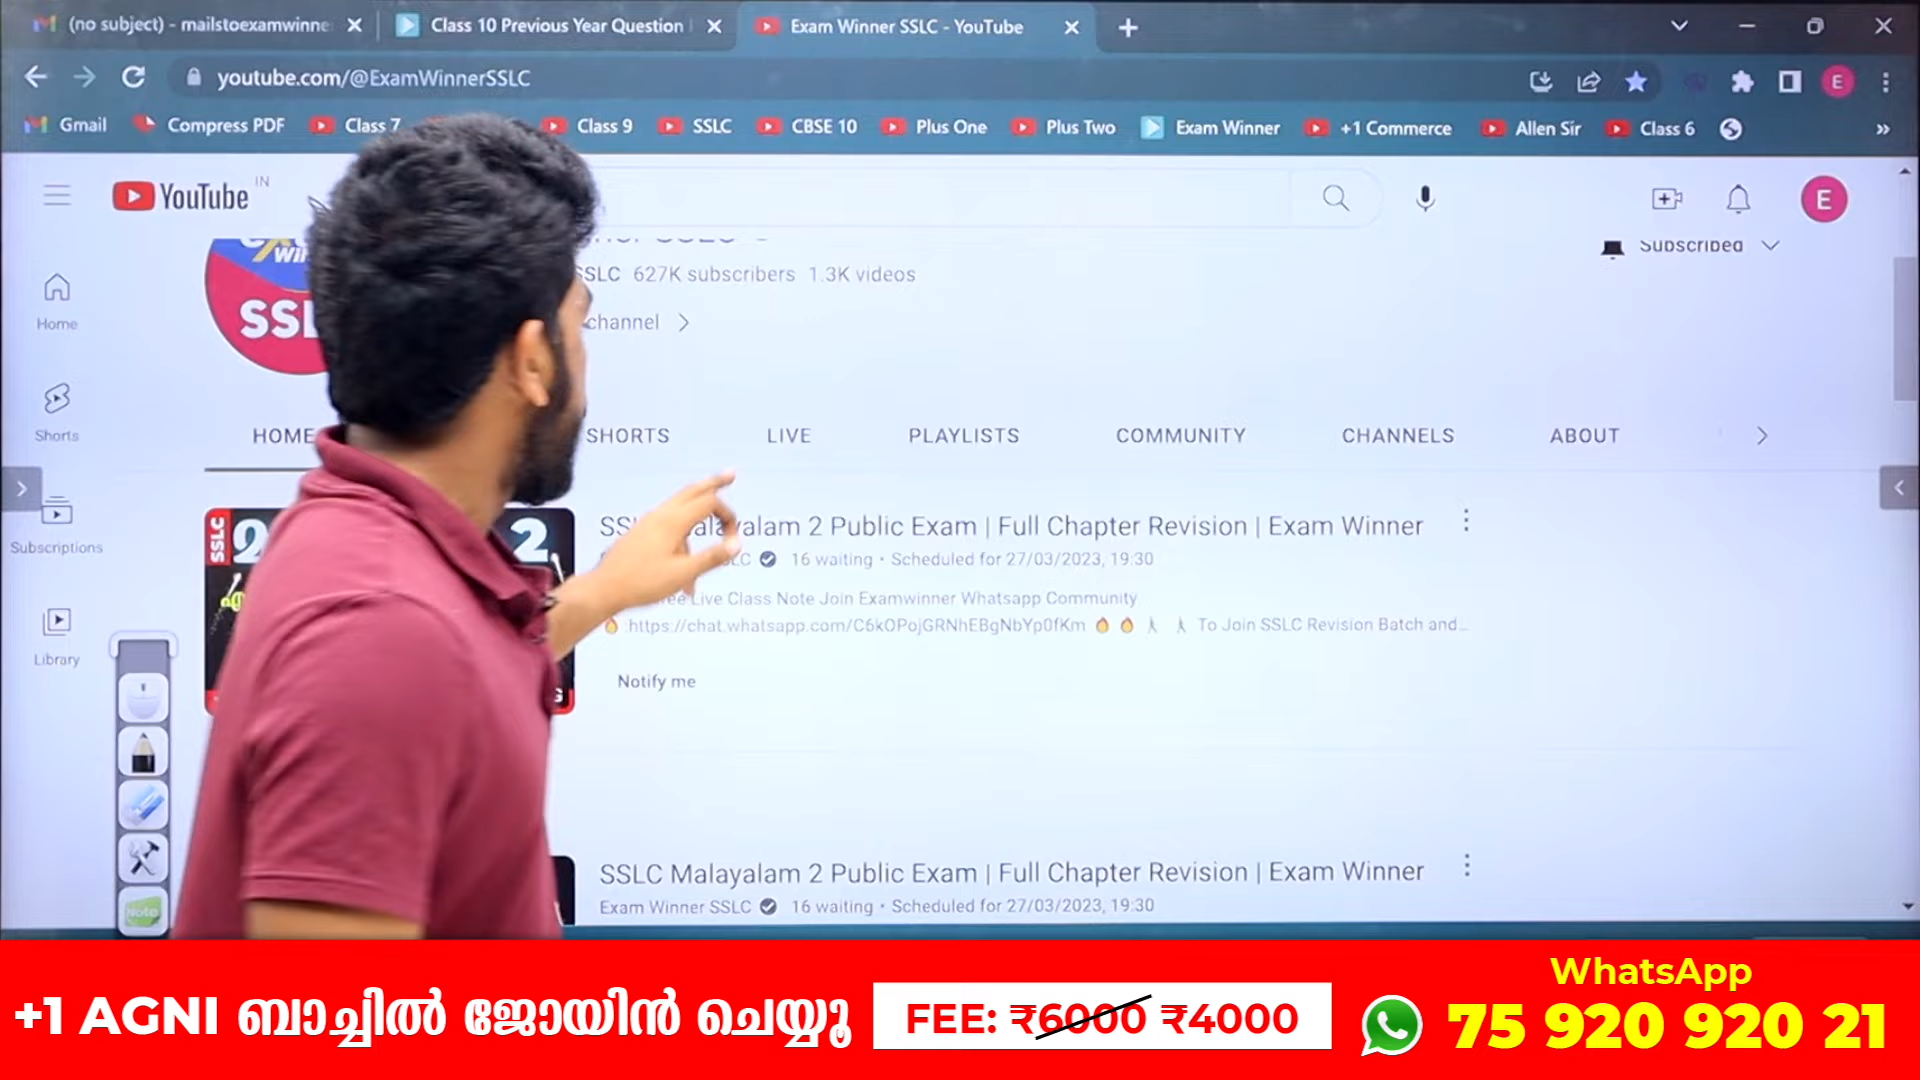 (no subject) - mailstoexamwinne
Class 10 Previous Year Question
Exam Winner SSLC - YouTube
youtube.com/@ExamWinnerSSLC
E
Gmail
Compress PDF
Class 7
Class 9
SSLC
CBSE 10
Plus One
Plus Two
Exam Winner
+1 Commerce
Allen Sir
Class 6
YouTube IN
E
Subscribed
SSLC 627K subscribers 1.3K videos
channel
SSL
Home
Shorts
Subscriptions
Library
HOME
SHORTS
LIVE
PLAYLISTS
COMMUNITY
CHANNELS
ABOUT
SSLC
2
Malayalam 2 Public Exam | Full Chapter Revision | Exam Winner
16 waiting • Scheduled for 27/03/2023, 19:30
Live Class Note Join Examwinner Whatsapp Community
:https://chat.whatsapp.com/C6kOPojGRNhEBgNbYp0fKm To Join SSLC Revision Batch and...
Notify me
SSLC Malayalam 2 Public Exam | Full Chapter Revision | Exam Winner
Exam Winner SSLC 16 waiting • Scheduled for 27/03/2023, 19:30
Note
+1 AGNI ബാച്ചിൽ ജോയിൻ ചെയ്യൂ
FEE: ₹6000 ₹4000
WhatsApp
75 920 920 21